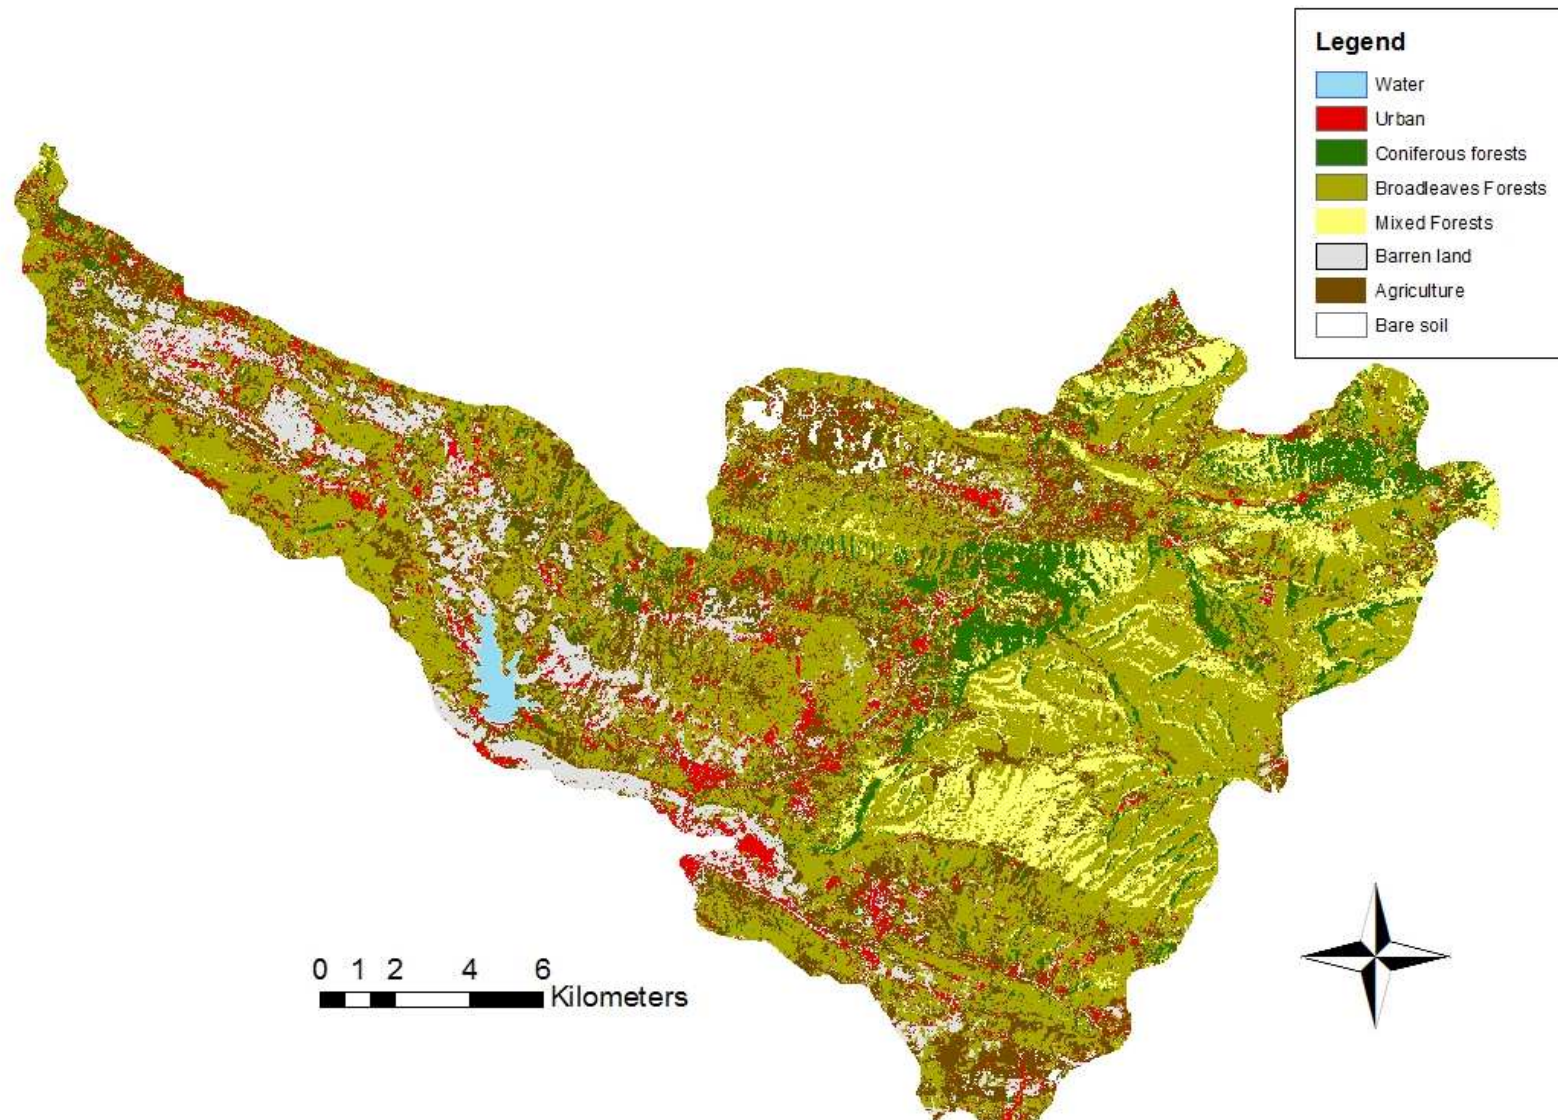 Legend
Water
Urban
Coniferous forests
Broadleaves Forests
Mixed Forests
Barren land
Agriculture
Bare soil
0 1 2 4 6
Kilometers